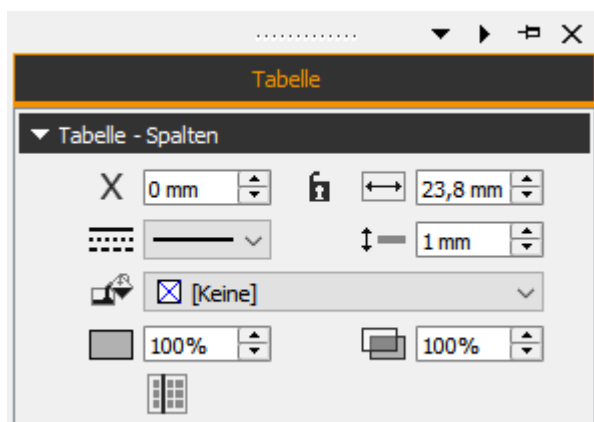 Tabelle
Tabelle - Spalten
X 0 mm 23,8 mm
1 mm
[Keine]
100% 100%